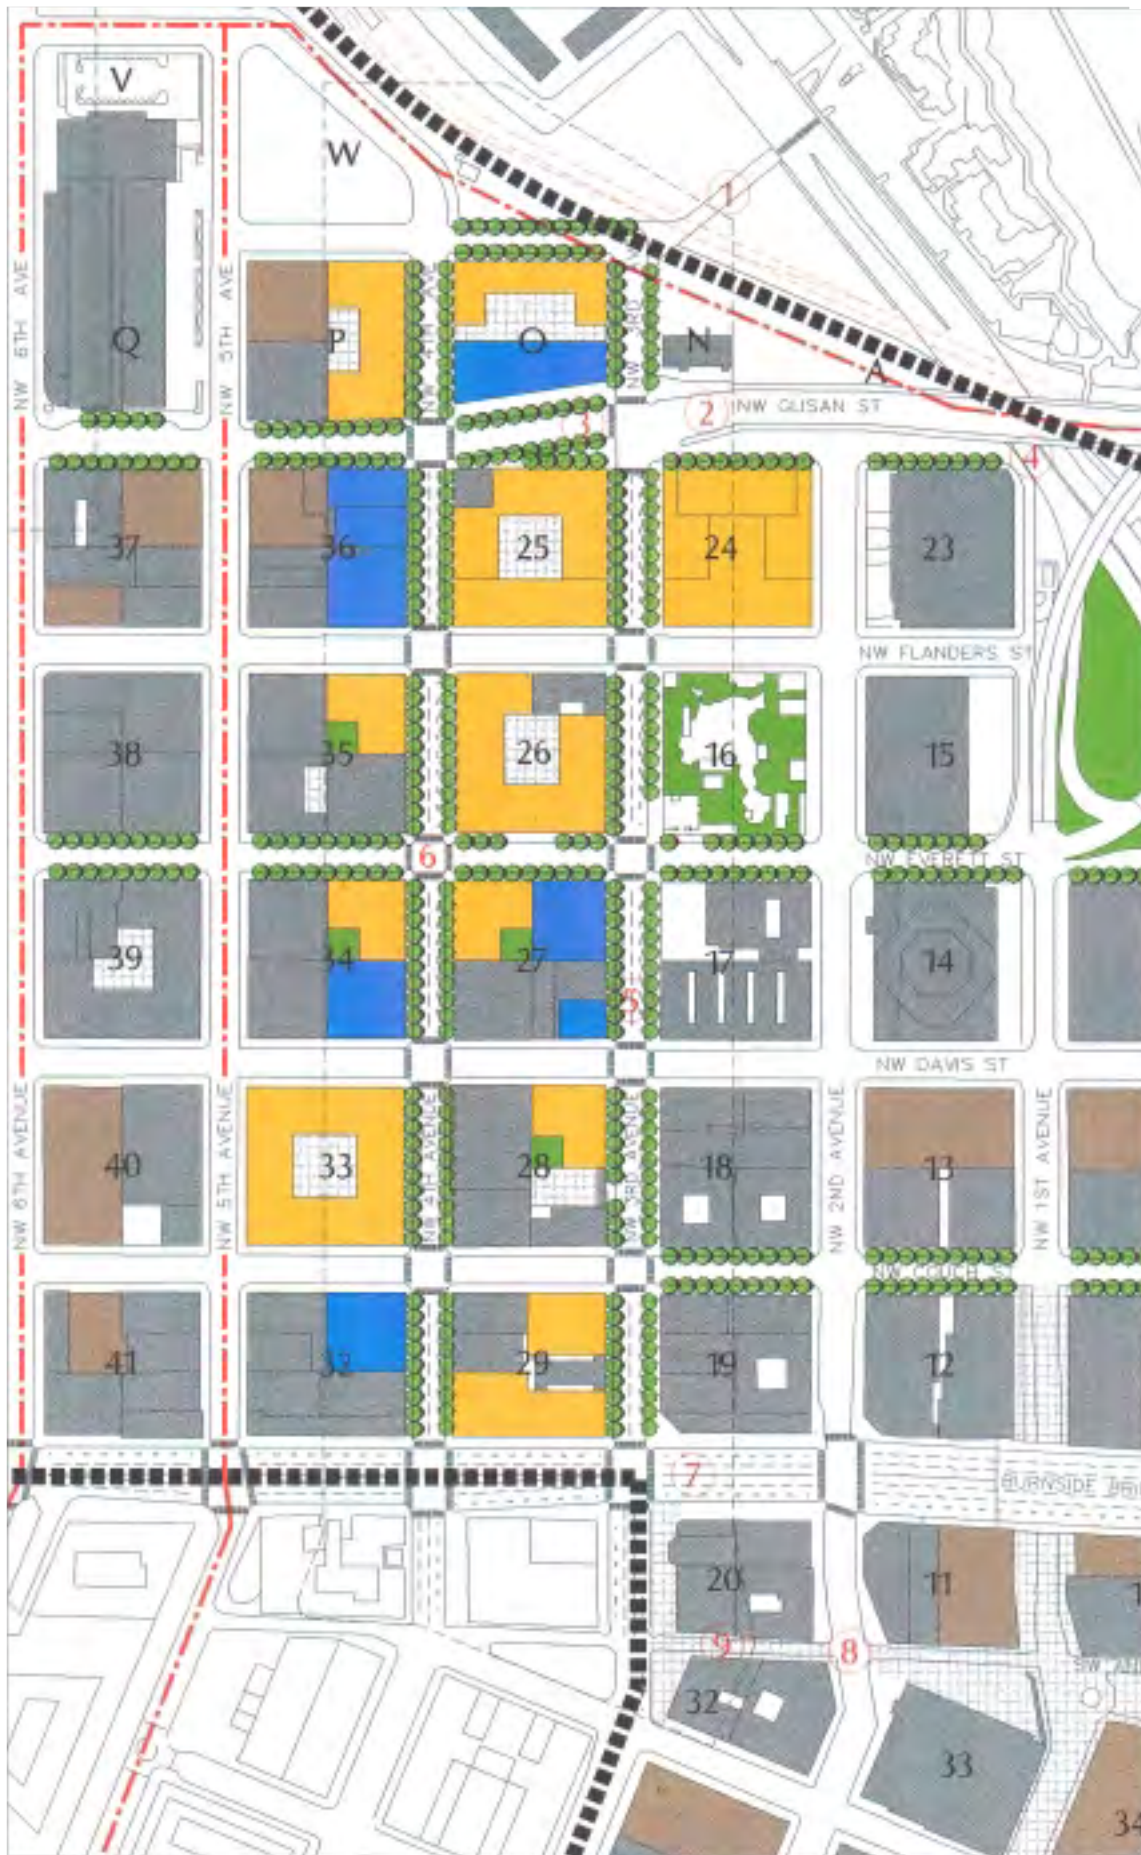 V
W
1
NW 6TH AVE
NW 5TH AVE
NW 4TH AVE
NW 3RD
Q
P
O
N
A
NW GLISAN ST
2
3
4
37
36
25
24
23
NW FLANDERS ST
38
35
26
16
15
6
NW EVERETT ST
39
34
27
17
14
5
NW DAVIS ST
NW 6TH AVENUE
NW 5TH AVENUE
NW 4TH AVENUE
NW 3RD AVENUE
NW 2ND AVENUE
NW 1ST AVENUE
40
33
28
18
13
NW COUCH ST
41
32
29
19
12
7
BURNSIDE
20
11
9
8
32
33
34